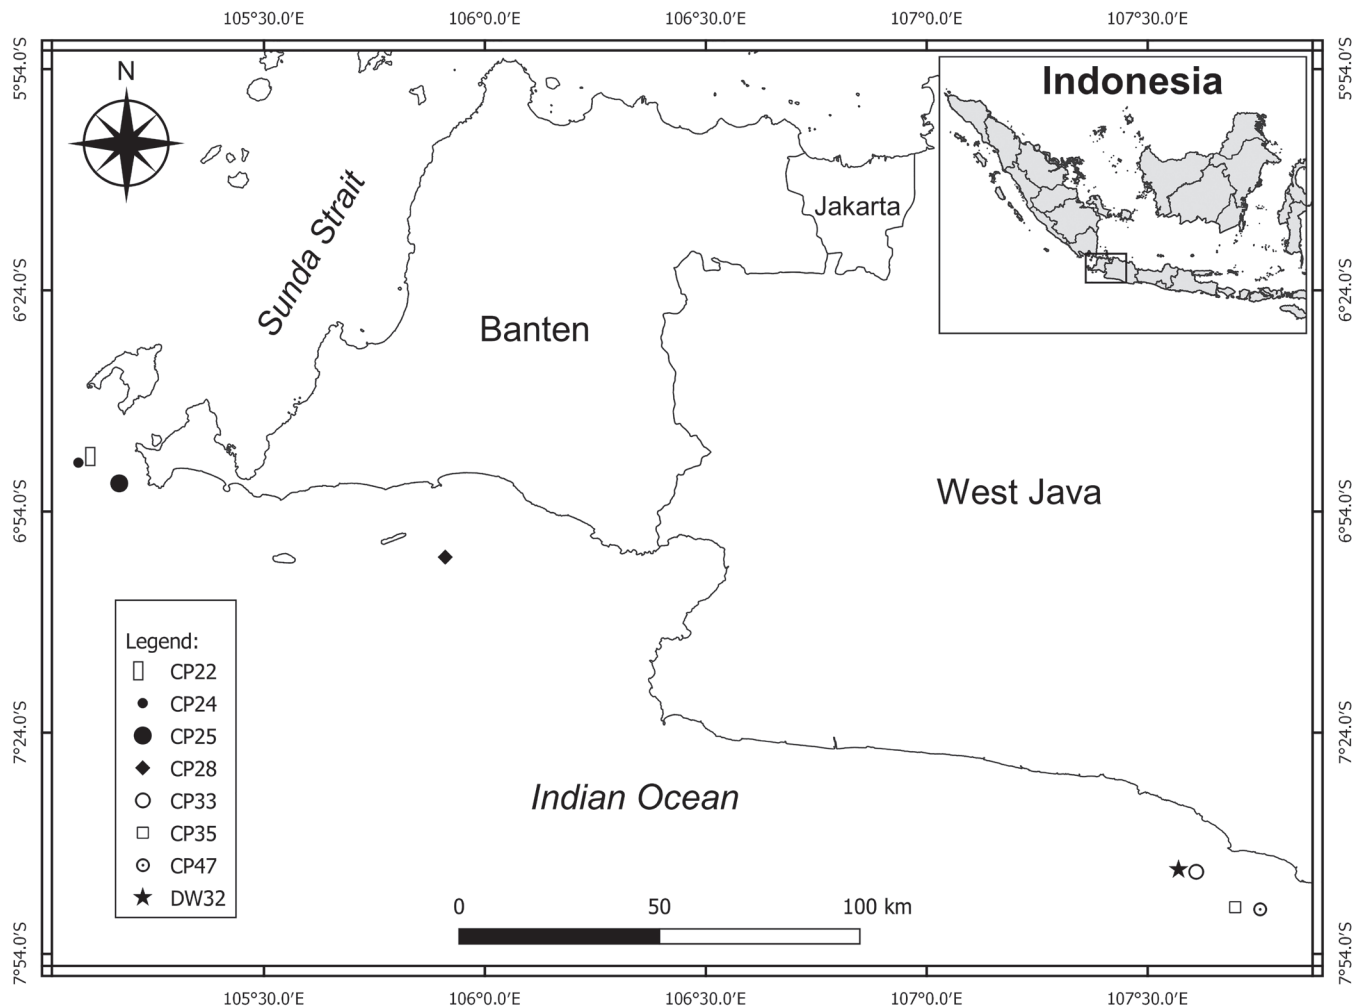 105°30.0'E 106°0.0'E 106°30.0'E 107°0.0'E 107°30.0'E
5°54.0'S
5°54.0'S
N
Indonesia
Sunda Strait
Jakarta
6°24.0'S
6°24.0'S
Banten
West Java
6°54.0'S
6°54.0'S
Legend:
CP22
CP24
CP25
CP28
CP33
CP35
CP47
DW32
7°24.0'S
7°24.0'S
Indian Ocean
0 50 100 km
7°54.0'S
7°54.0'S
105°30.0'E 106°0.0'E 106°30.0'E 107°0.0'E 107°30.0'E